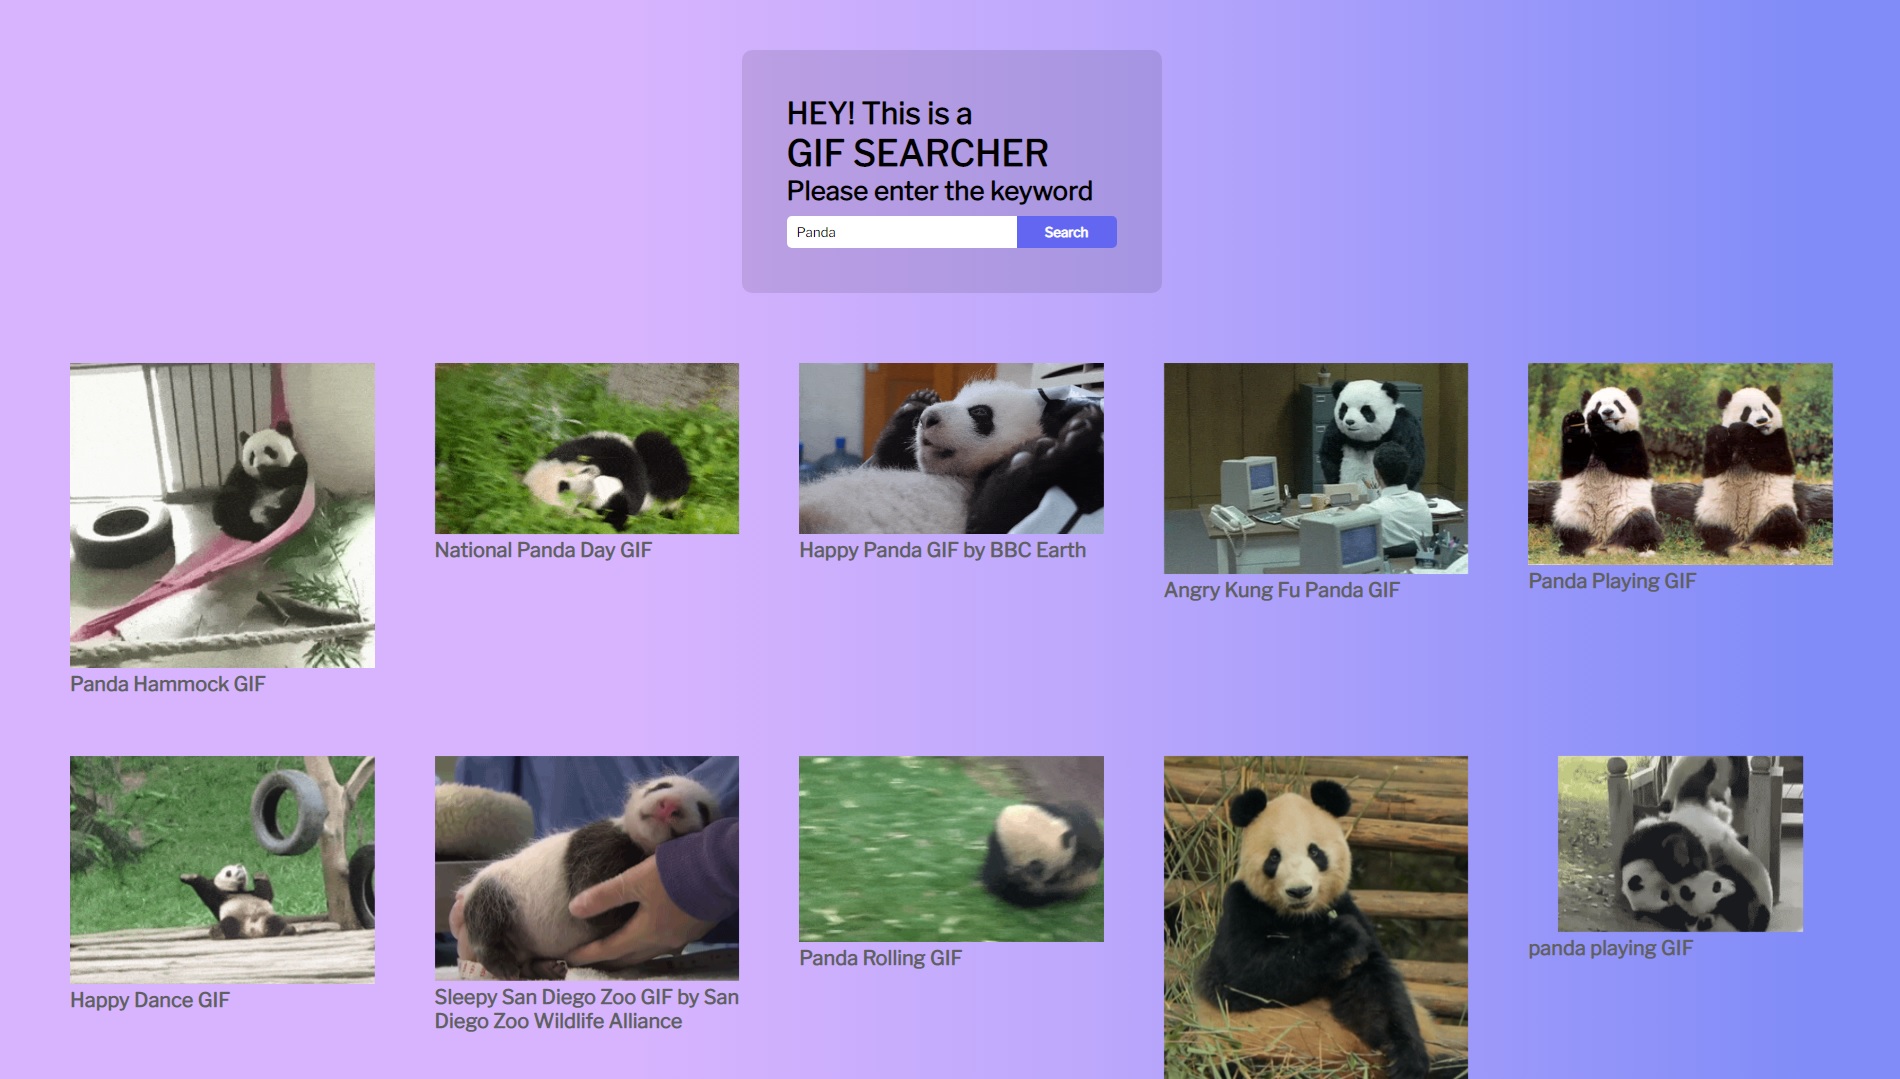 HEY! This is a
GIF SEARCHER
Please enter the keyword
Panda
Search
Panda Hammock GIF
National Panda Day GIF
Happy Panda GIF by BBC Earth
Angry Kung Fu Panda GIF
Panda Playing GIF
Happy Dance GIF
Sleepy San Diego Zoo GIF by San
Diego Zoo Wildlife Alliance
Panda Rolling GIF
panda playing GIF